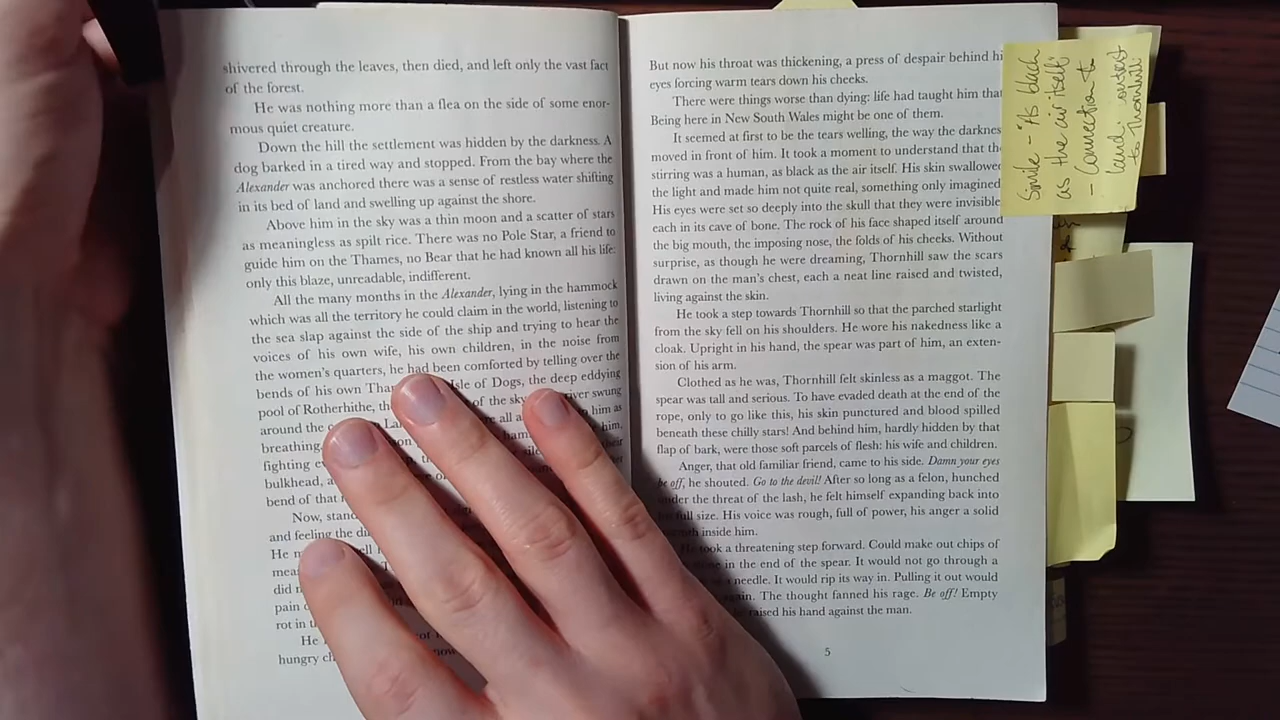 shivered through the leaves, then died, and left only the vast fact
of the forest.
He was nothing more than a flea on the side of some enor-
mous quiet creature.
Down the hill the settlement was hidden by the darkness. A
dog barked in a tired way and stopped. From the bay where the
Alexander was anchored there was a sense of restless water shifting
in its bed of land and swelling up against the shore.
Above him in the sky was a thin moon and a scatter of stars
as meaningless as spilt rice. There was no Pole Star, a friend to
guide him on the Thames, no Bear that he had known all his life:
only this blaze, unreadable, indifferent.
All the many months in the Alexander, lying in the hammock
which was all the territory he could claim in the world, listening to
the sea slap against the side of the ship and trying to hear the
voices of his own wife, his own children, in the noise from
the women's quarters, he had been comforted by telling over the
bends of his own Isle of Dogs, the deep eddying
pool of Rotherhithe, of the sky river swung
around the all him as
breathing.
fighting
bulkhead,
bend of that
Now,
and feeling the
He
did
pain
rot in
He
hungry
But now his throat was thickening, a press of despair behind hi
eyes forcing warm tears down his cheeks.
There were things worse than dying: life had taught him that
Being here in New South Wales might be one of them.
It seemed at first to be the tears welling, the way the darknes
moved in front of him. It took a moment to understand that the
stirring was a human, as black as the air itself. His skin swallowe
the light and made him not quite real, something only imagined
His eyes were set so deeply into the skull that they were invisible
each in its cave of bone. The rock of his face shaped itself around
the big mouth, the imposing nose, the folds of his cheeks. Without
surprise, as though he were dreaming, Thornhill saw the scars
drawn on the man's chest, each a neat line raised and twisted,
living against the skin.
He took a step towards Thornhill so that the parched starlight
from the sky fell on his shoulders. He wore his nakedness like a
cloak. Upright in his hand, the spear was part of him, an exten-
sion of his arm.
Clothed as he was, Thornhill felt skinless as a maggot. The
spear was tall and serious. To have evaded death at the end of the
rope, only to go like this, his skin punctured and blood spilled
beneath these chilly stars! And behind him, hardly hidden by that
flap of bark, were those soft parcels of flesh: his wife and children.
Anger, that old familiar friend, came to his side. Damn your eyes
be off, he shouted. Go to the devil! After so long as a felon, hunched
under the threat of the lash, he felt himself expanding back into
his full size. His voice was rough, full of power, his anger a solid
inside him.
took a threatening step forward. Could make out chips of
in the end of the spear. It would not go through a
needle. It would rip its way in. Pulling it out would
again. The thought fanned his rage. Be off! Empty
raised his hand against the man.
5
Simile - "As black
as the air itself"
- connection to
land
to Thornhill